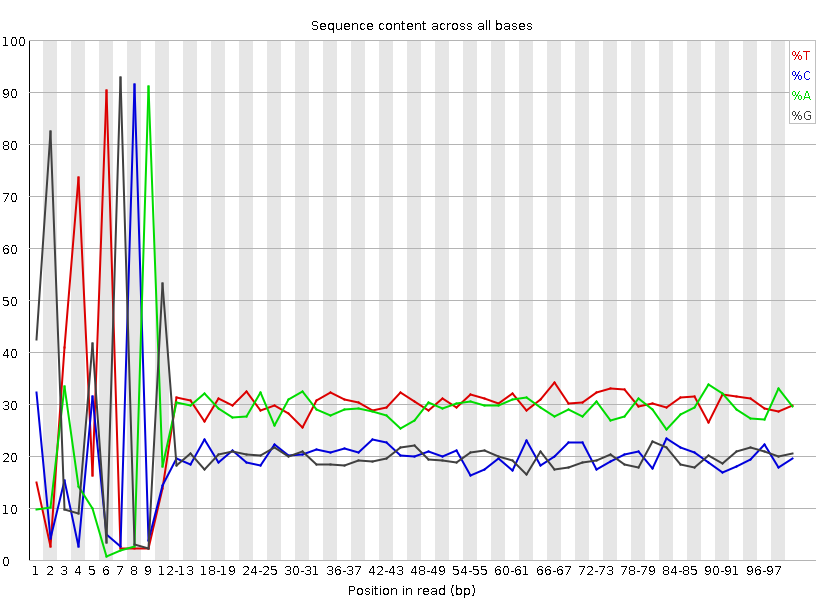 Sequence content across all bases
%T
%C
%A
%G
100
90
80
70
60
50
40
30
20
10
0
1 2 3 4 5 6 7 8 9 12-13 18-19 24-25 30-31 36-37 42-43 48-49 54-55 60-61 66-67 72-73 78-79 84-85 90-91 96-97
Position in read (bp)